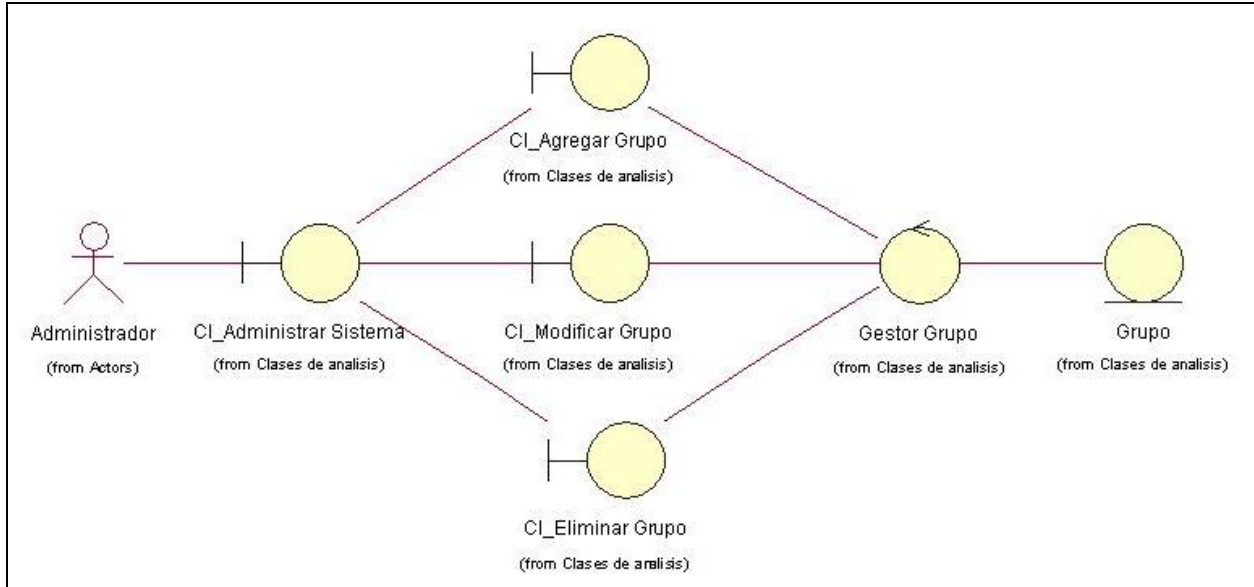 CI_Agregar Grupo
(from Clases de analisis)
Administrador
(from Actors)
CI_Administrar Sistema
(from Clases de analisis)
CI_Modificar Grupo
(from Clases de analisis)
Gestor Grupo
(from Clases de analisis)
Grupo
(from Clases de analisis)
CI_Eliminar Grupo
(from Clases de analisis)